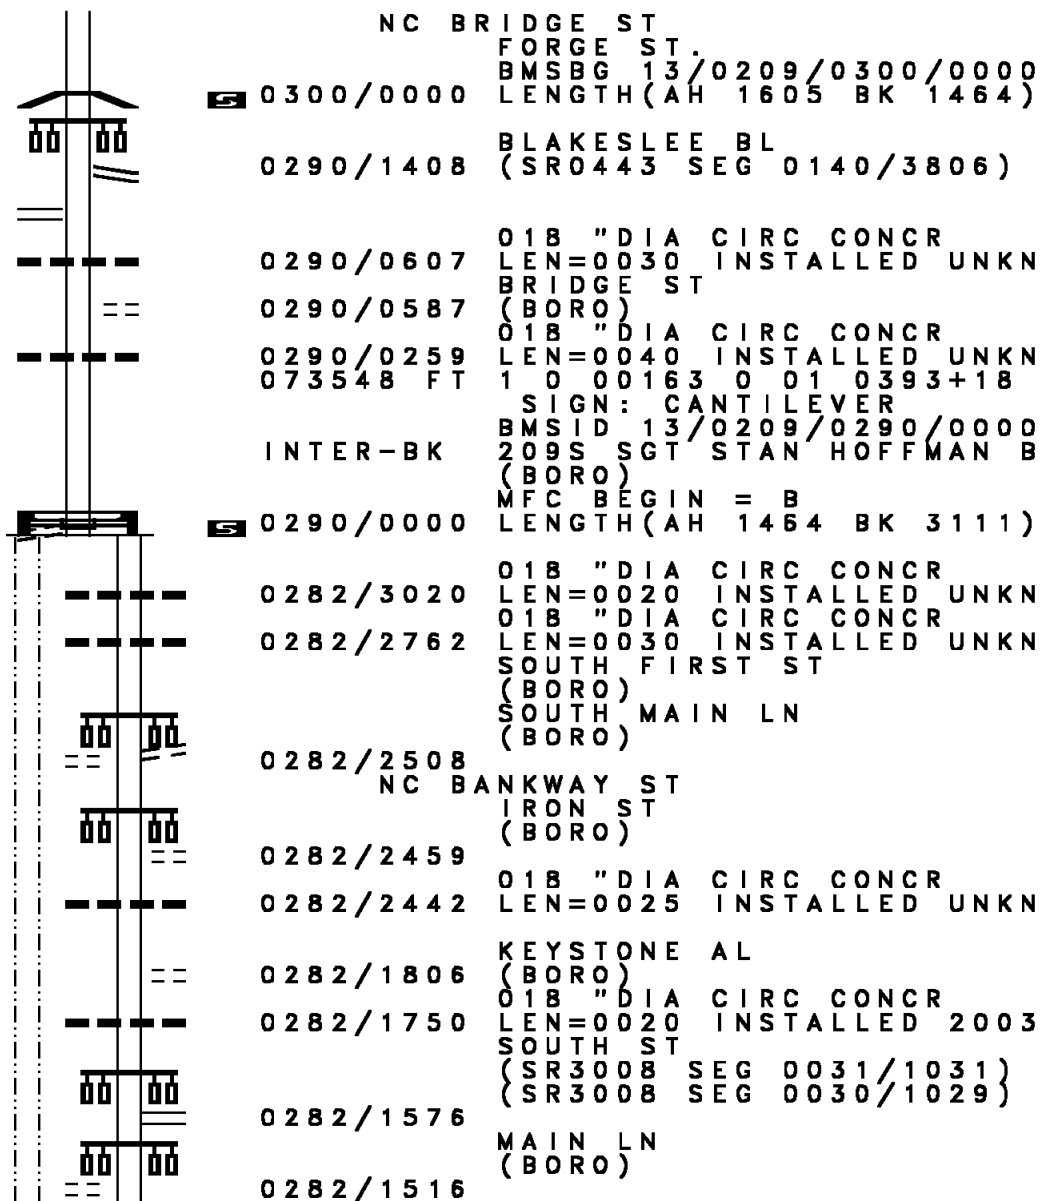 NC BRIDGE ST
FORGE ST.
BMSBG 13/0209/0300/0000
S 0300/0000 LENGTH(AH 1605 BK 1464)
BLAKESLEE BL
0290/1408 (SR0443 SEG 0140/3806)
018 "DIA CIRC CONCR
0290/0607 LEN=0030 INSTALLED UNKN
BRIDGE ST
0290/0587 (BORO)
018 "DIA CIRC CONCR
0290/0259 LEN=0040 INSTALLED UNKN
073548 FT 1 0 00163 0 01 0393+18
SIGN: CANTILEVER
BMSID 13/0209/0290/0000
INTER-BK 209S SGT STAN HOFFMAN B
(BORO)
MFC BEGIN = B
S 0290/0000 LENGTH(AH 1464 BK 3111)
018 "DIA CIRC CONCR
0282/3020 LEN=0020 INSTALLED UNKN
018 "DIA CIRC CONCR
0282/2762 LEN=0030 INSTALLED UNKN
SOUTH FIRST ST
(BORO)
SOUTH MAIN LN
(BORO)
0282/2508
NC BANKWAY ST
IRON ST
(BORO)
0282/2459
018 "DIA CIRC CONCR
0282/2442 LEN=0025 INSTALLED UNKN
KEYSTONE AL
0282/1806 (BORO)
018 "DIA CIRC CONCR
0282/1750 LEN=0020 INSTALLED 2003
SOUTH ST
(SR3008 SEG 0031/1031)
(SR3008 SEG 0030/1029)
0282/1576
MAIN LN
(BORO)
0282/1516